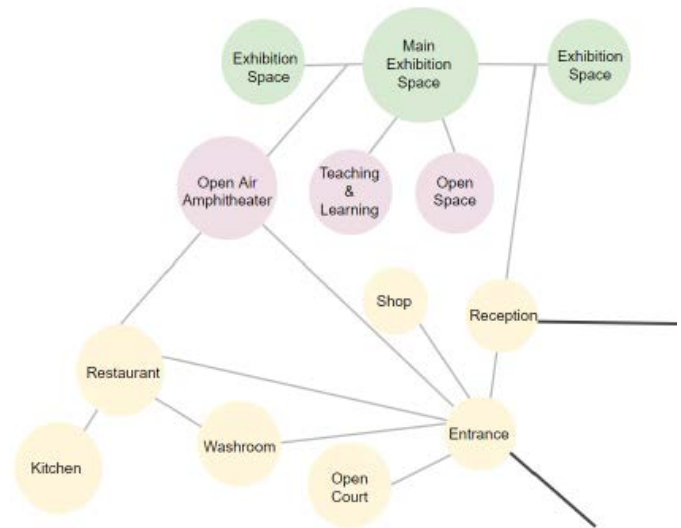 Exhibition
Space
Main
Exhibition
Space
Exhibition
Space
Open Air
Amphitheater
Teaching
&
Learning
Open
Space
Shop
Reception
Restaurant
Kitchen
Washroom
Open
Court
Entrance